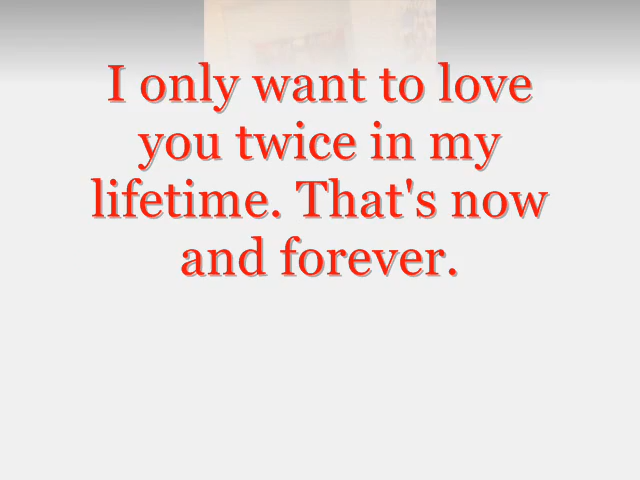 I only want to love
you twice in my
lifetime. That's now
and forever.